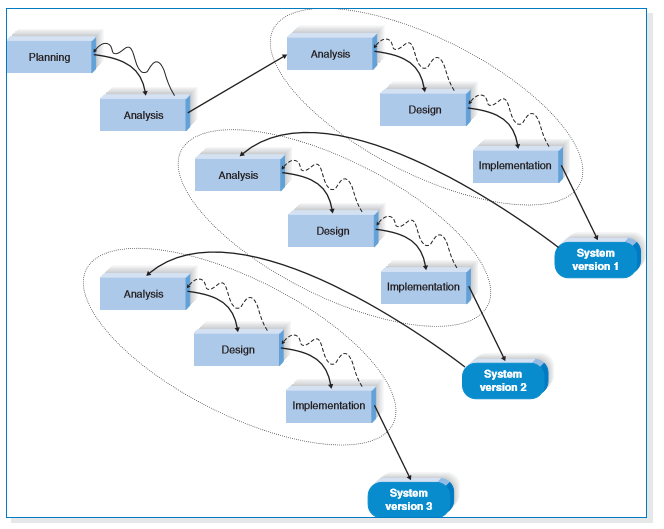 Planning
Analysis
Analysis
Design
Implementation
System
version 1
Analysis
Design
Implementation
System
version 2
Analysis
Design
Implementation
System
version 3